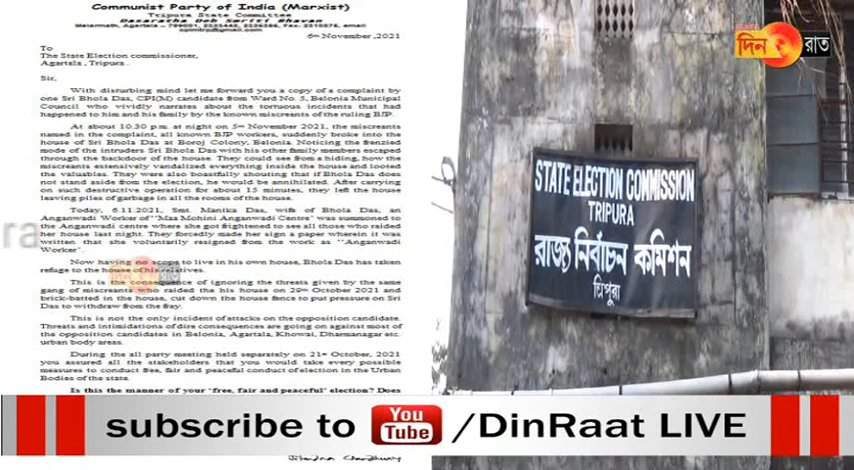 Communist Party of India (Marxist)
Tripura State Committee
Dasaratha Deb Smriti Bhavan
6th November ,2021
To
The State Election commissioner,
Agartala , Tripura .
Sir,
With disturbing mind let me forward you a copy of a complaint by
one Sri Bhola Das, CPI(M) candidate from Ward No. 5, Belonia Municipal
Council who vividly narrates about the tortuous incidents that had
happened to him and his family by the known miscreants of the ruling BJP.
At about 10.30 p.m. at night on 5th November 2021, the miscreants
named in the complaint, all known BJP workers, suddenly broke into the
house of Sri Bhola Das at Boroj Colony, Belonia. Noticing the frenzied
mode of the intruders Sri Bhola Das with his other family members escaped
through the backdoor of the house. They could see from a hiding, how the
miscreants extensively vandalized everything inside the house and looted
the valuables. They were also boastfully shouting that if Bhola Das does
not stand aside from the election, he would be annihilated. After carrying
on such destructive operation for about 15 minutes, they left the house
leaving piles of garbage in all the rooms of the house.
Today, 6.11.2021, Smt. Manika Das, wife of Bhola Das, an
Anganwadi Worker of "Maa Mohini Anganwadi Centre" was summoned to
the Anganwadi centre where she got frightened to see all those who raided
her house last night. They forcedly made her sign a paper wherein it was
written that she voluntarily resigned from the work as "Anganwadi
Worker".
Now having no scope to live in his own house, Bhola Das has taken
refuge to the house of his relatives.
This is the consequence of ignoring the threats given by the same
gang of miscreants who raided the his house on 29th October 2021 and
brick-batted in the house, cut down the house fence to put pressure on Sri
Das to withdraw from the fray.
This is not the only incident of attacks on the opposition candidate.
Threats and intimidations of dire consequences are going on against most of
the opposition candidates in Belonia, Agartala, Khowai, Dharmanagar etc.
urban body areas.
During the all party meeting held separately on 21st October, 2021
you assured all the stakeholders that you would take every possible
measures to conduct free, fair and peaceful conduct of election in the Urban
Bodies of the state.
Is this the manner of your 'free, fair and peaceful' election? Does
দিন রাত
STATE ELECTION COMMISSION
TRIPURA
রাজ্য নির্বাচন কমিশন
ত্রিপুরা
subscribe to You Tube /DinRaat LIVE